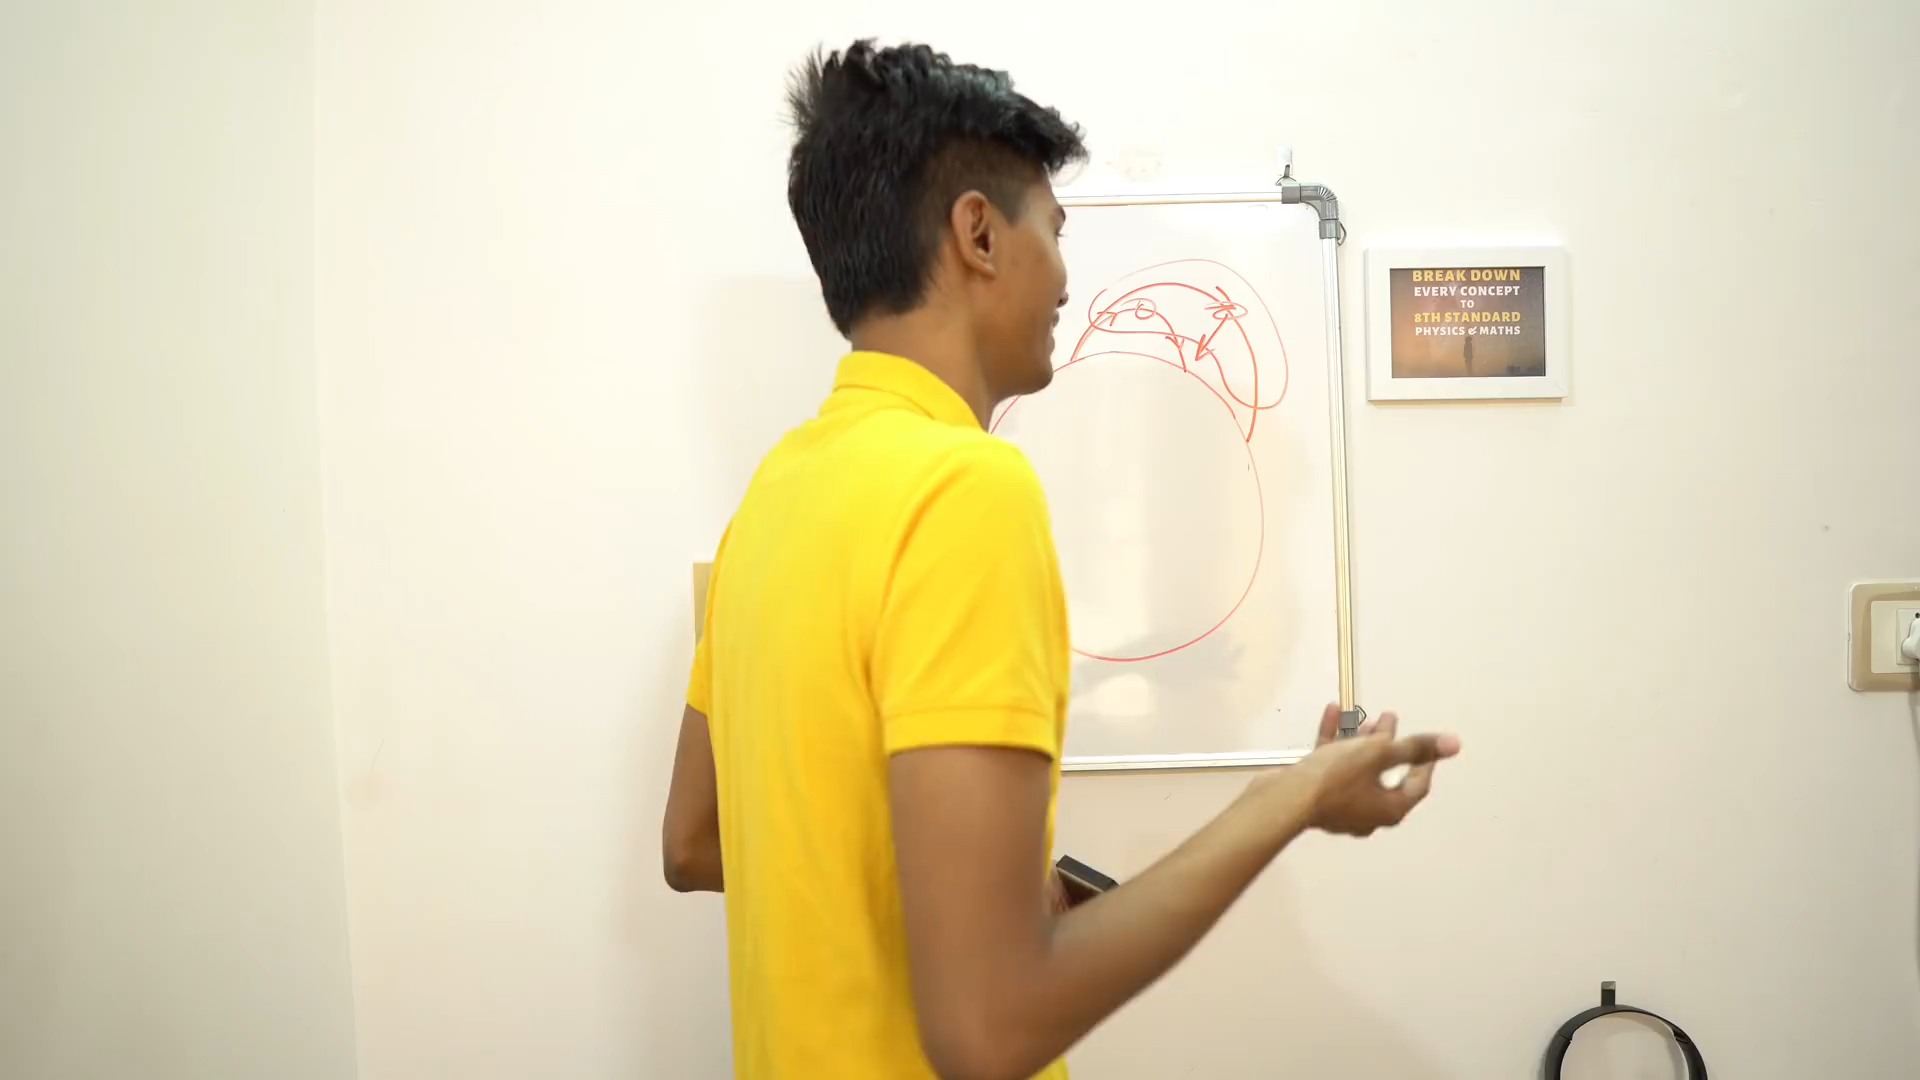 BREAK DOWN
EVERY CONCEPT
TO
8TH STANDARD
PHYSICS & MATHS